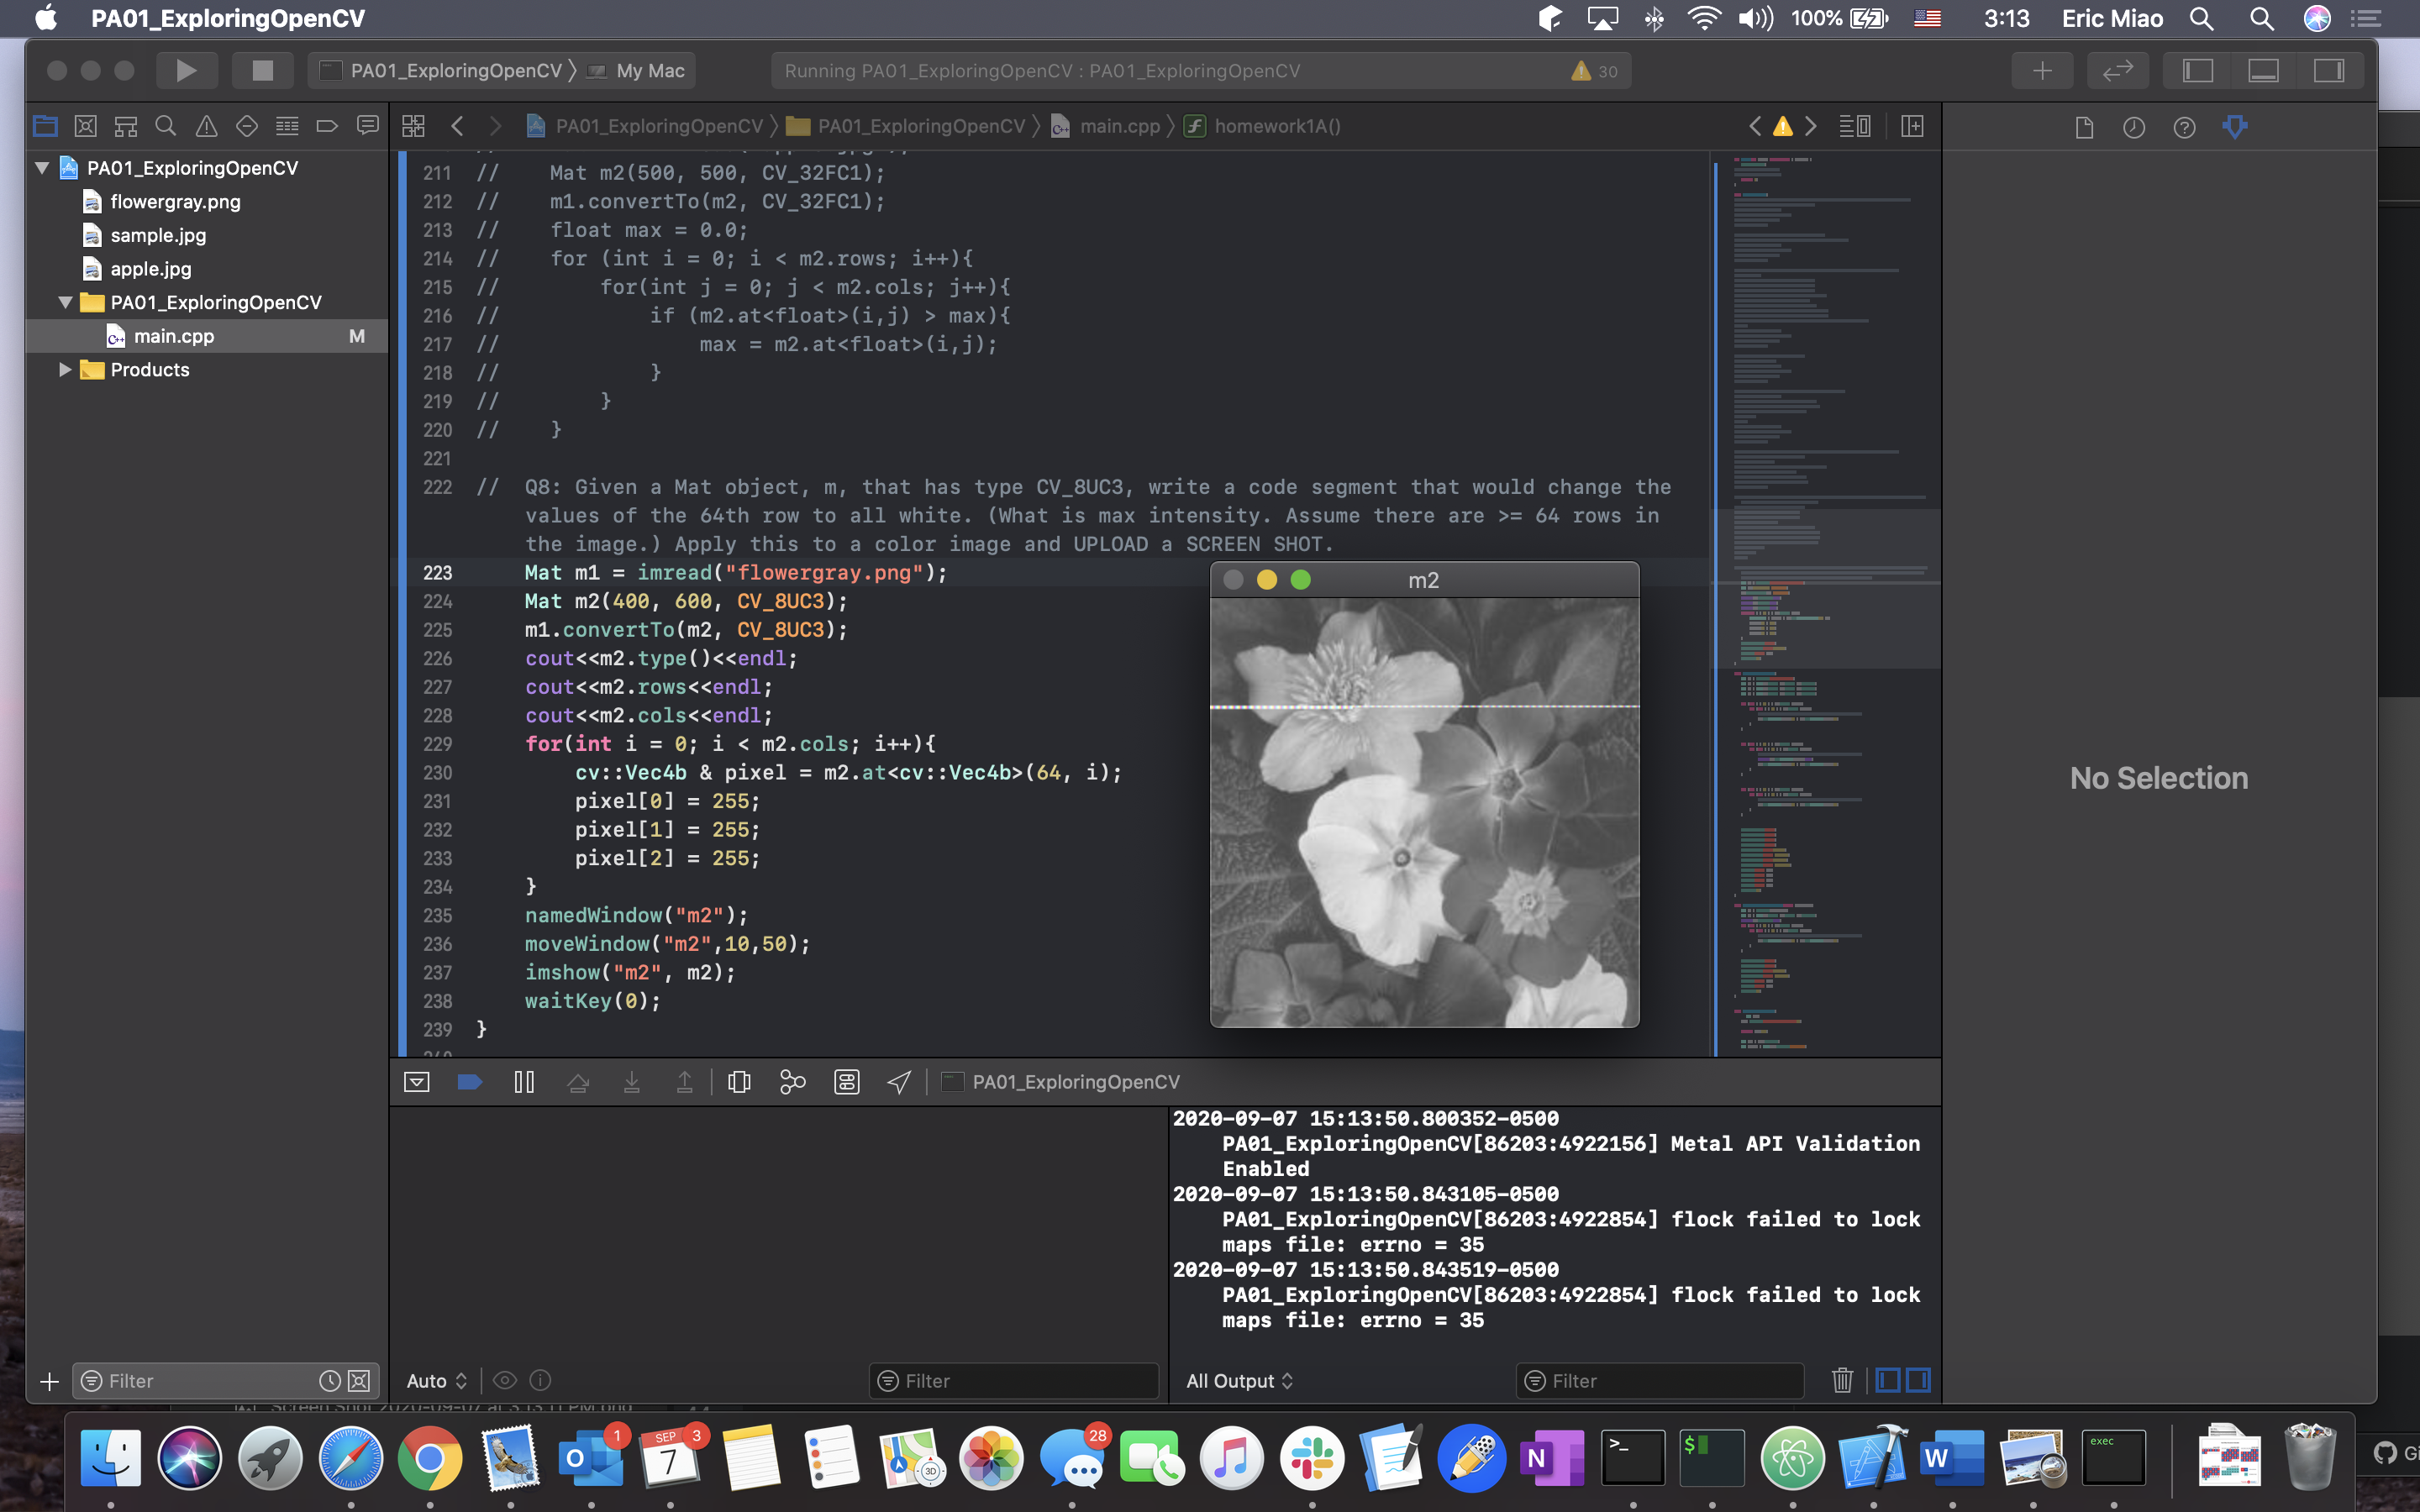 PA01_ExploringOpenCV
100%
3:13
Eric Miao
PA01_ExploringOpenCV
My Mac
Running PA01_ExploringOpenCV : PA01_ExploringOpenCV
30
PA01_ExploringOpenCV
PA01_ExploringOpenCV
main.cpp
homework1A()
PA01_ExploringOpenCV
flowergray.png
sample.jpg
apple.jpg
PA01_ExploringOpenCV
main.cpp
M
Products
211 // Mat m2(500, 500, CV_32FC1);
212 // m1.convertTo(m2, CV_32FC1);
213 // float max = 0.0;
214 // for (int i = 0; i < m2.rows; i++){
215 // for(int j = 0; j < m2.cols; j++){
216 // if (m2.at<float>(i,j) > max){
217 // max = m2.at<float>(i,j);
218 // }
219 // }
220 // }
221
222 // Q8: Given a Mat object, m, that has type CV_8UC3, write a code segment that would change the
values of the 64th row to all white. (What is max intensity. Assume there are >= 64 rows in
the image.) Apply this to a color image and UPLOAD a SCREEN SHOT.
223 Mat m1 = imread("flowergray.png");
224 Mat m2(400, 600, CV_8UC3);
225 m1.convertTo(m2, CV_8UC3);
226 cout<<m2.type()<<endl;
227 cout<<m2.rows<<endl;
228 cout<<m2.cols<<endl;
229 for(int i = 0; i < m2.cols; i++){
230 cv::Vec4b & pixel = m2.at<cv::Vec4b>(64, i);
231 pixel[0] = 255;
232 pixel[1] = 255;
233 pixel[2] = 255;
234 }
235 namedWindow("m2");
236 moveWindow("m2",10,50);
237 imshow("m2", m2);
238 waitKey(0);
239 }
m2
No Selection
PA01_ExploringOpenCV
2020-09-07 15:13:50.800352-0500
PA01_ExploringOpenCV[86203:4922156] Metal API Validation
Enabled
2020-09-07 15:13:50.843105-0500
PA01_ExploringOpenCV[86203:4922854] flock failed to lock
maps file: errno = 35
2020-09-07 15:13:50.843519-0500
PA01_ExploringOpenCV[86203:4922854] flock failed to lock
maps file: errno = 35
Filter
Auto
Filter
All Output
Filter
1
SEP
7
3
3D
28
N
>_
$
W
exec
Gi